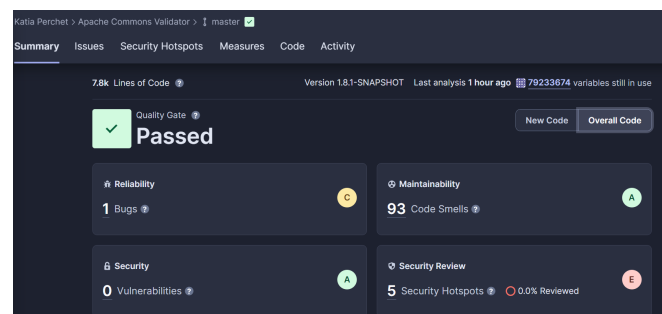 Katia Perchet > Apache Commons Validator > master
Summary Issues Security Hotspots Measures Code Activity
7.8k Lines of Code ? Version 1.8.1-SNAPSHOT Last analysis 1 hour ago 79233674 variables still in use
Quality Gate ?
Passed
New Code Overall Code
Reliability
1 Bugs ?
C
Maintainability
93 Code Smells ?
A
Security
0 Vulnerabilities ?
A
Security Review
5 Security Hotspots ? 0.0% Reviewed
E